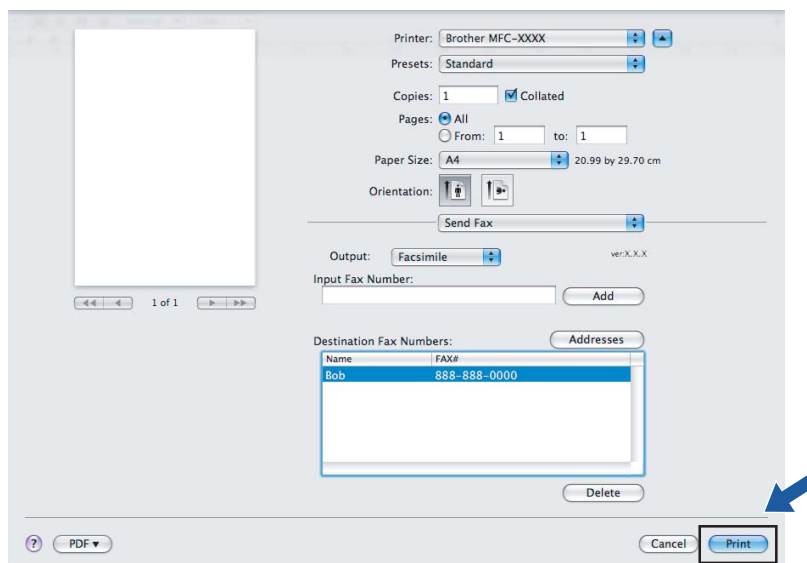 Printer: Brother MFC-XXXX
Presets: Standard
Copies: 1 Collated
Pages: All
From: 1 to: 1
Paper Size: A4 20.99 by 29.70 cm
Orientation:
Send Fax
Output: Facsimile ver:X.X.X
Input Fax Number:
Add
1 of 1
Destination Fax Numbers: Addresses
Name FAX#
Bob 888-888-0000
Delete
? PDF▼ Cancel Print